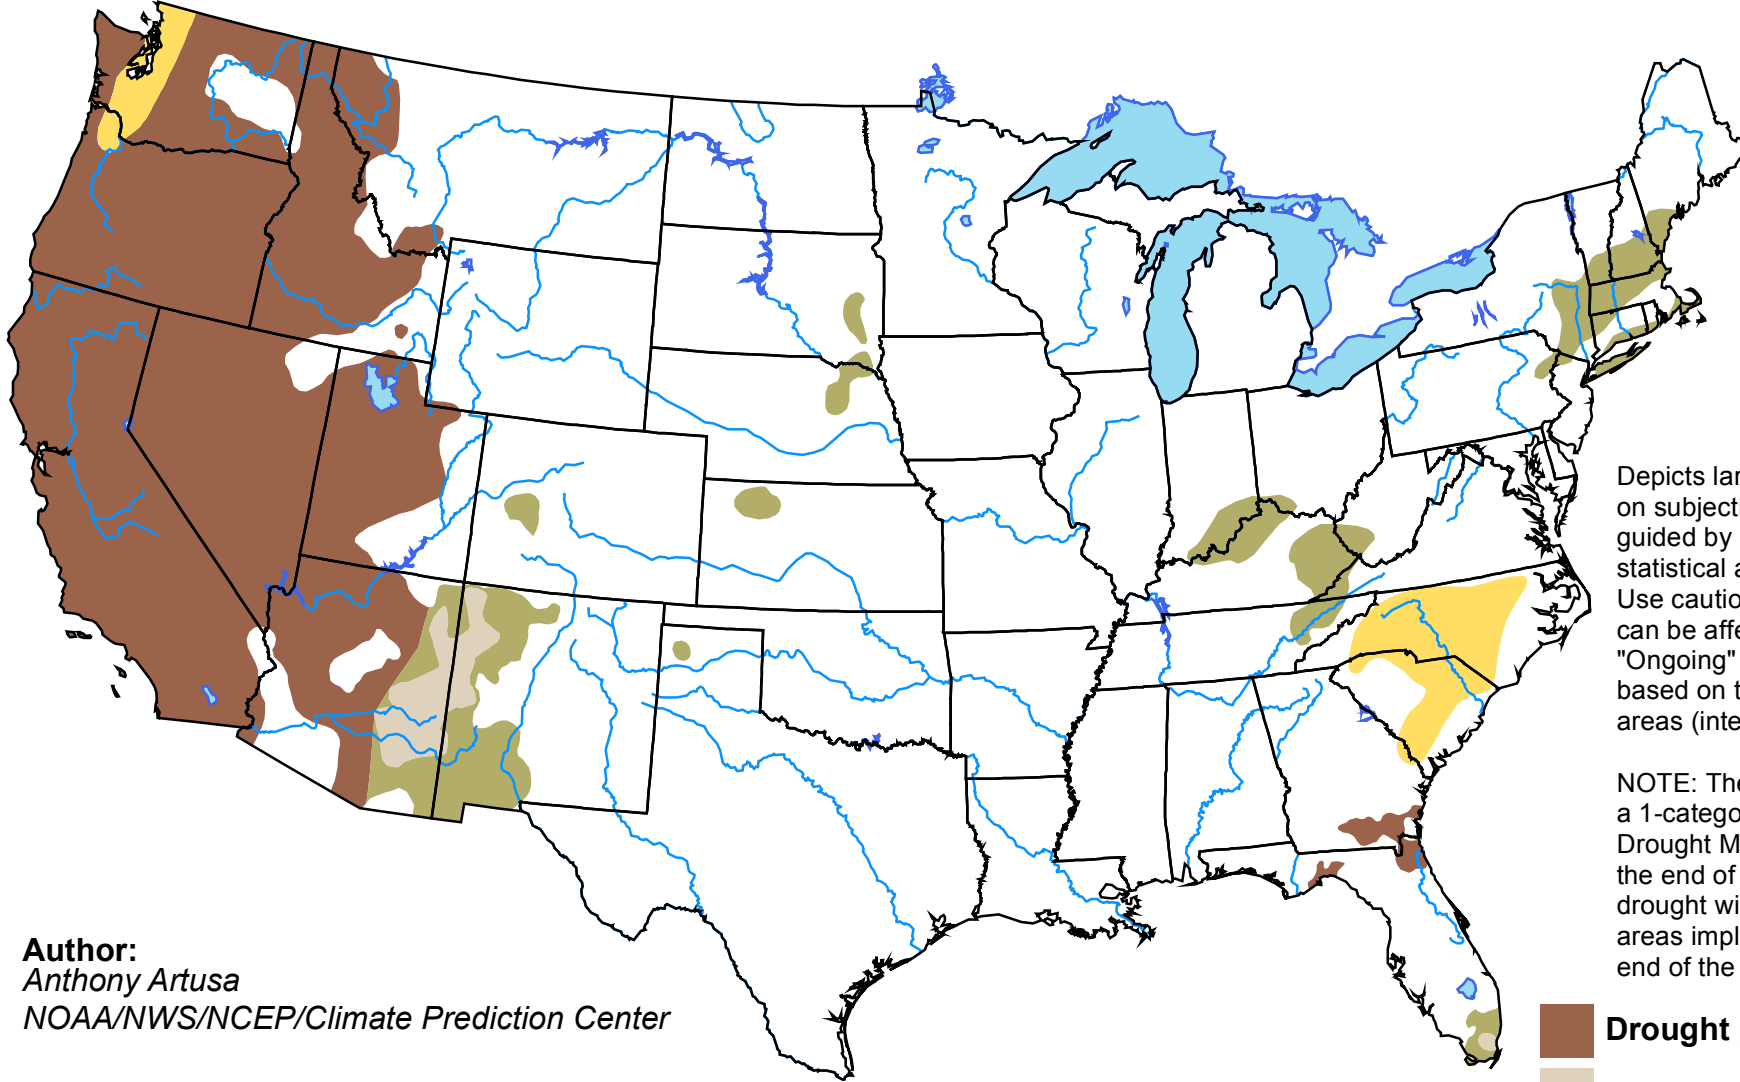 Depicts lar
on subjecti
guided by
statistical a
Use cautio
can be affe
"Ongoing"
based on t
areas (inte
NOTE: The
a 1-catego
Drought M
the end of
drought wi
areas impl
end of the
Author:
Anthony Artusa
NOAA/NWS/NCEP/Climate Prediction Center
Drought